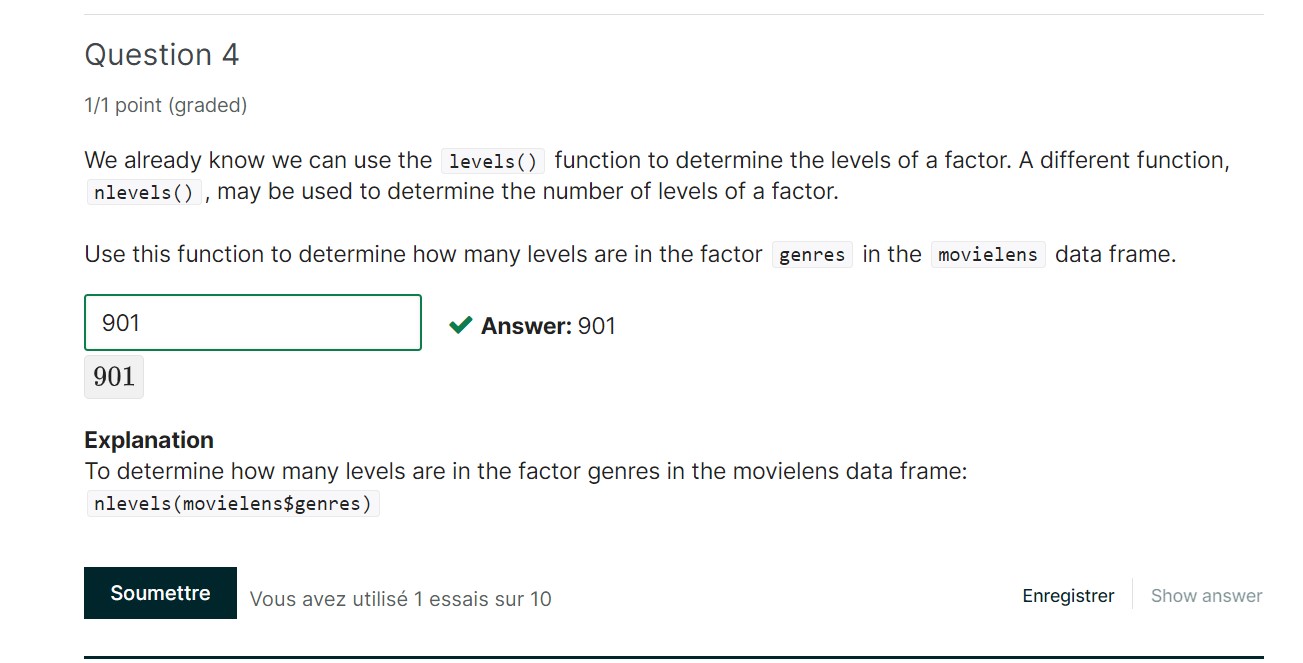 Question 4
1/1 point (graded)
We already know we can use the levels() function to determine the levels of a factor. A different function,
nlevels() , may be used to determine the number of levels of a factor.
Use this function to determine how many levels are in the factor genres in the movielens data frame.
901
Answer: 901
901
Explanation
To determine how many levels are in the factor genres in the movielens data frame:
nlevels(movielens$genres)
Soumettre Vous avez utilisé 1 essais sur 10 Enregistrer Show answer